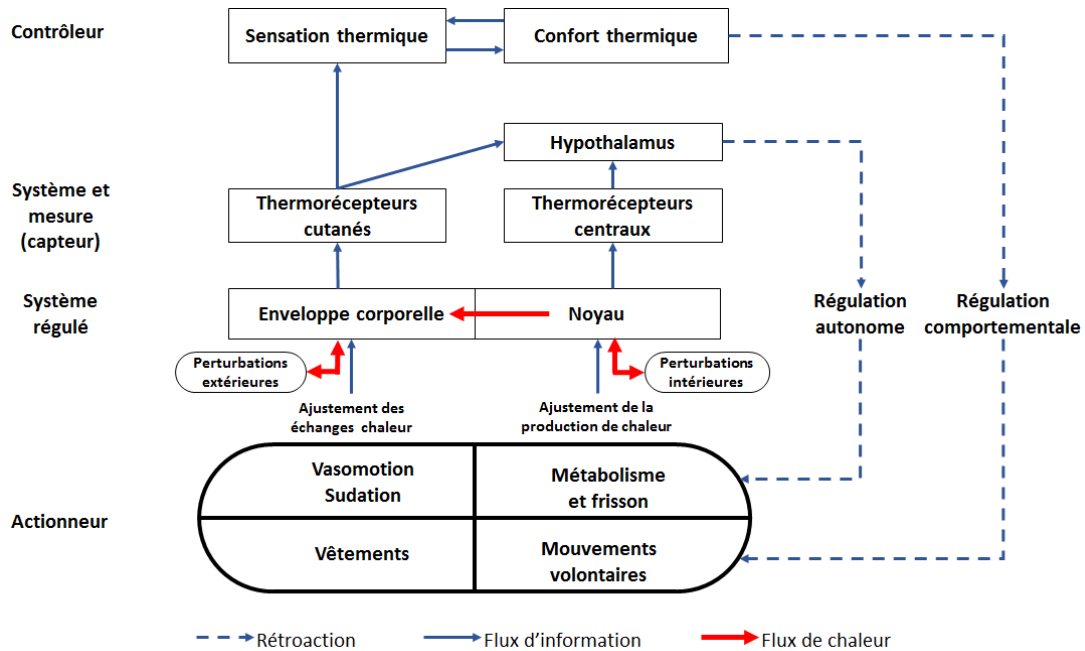 Contrôleur
Sensation thermique
Confort thermique
Hypothalamus
Système et
mesure
(capteur)
Thermorécepteurs
cutanés
Thermorécepteurs
centraux
Système
régulé
Enveloppe corporelle
Noyau
Régulation
autonome
Régulation
comportementale
Perturbations
extérieures
Perturbations
intérieures
Ajustement des
échanges chaleur
Ajustement de la
production de chaleur
Actionneur
Vasomotion
Sudation
Métabolisme
et frisson
Vêtements
Mouvements
volontaires
Rétroaction
Flux d'information
Flux de chaleur